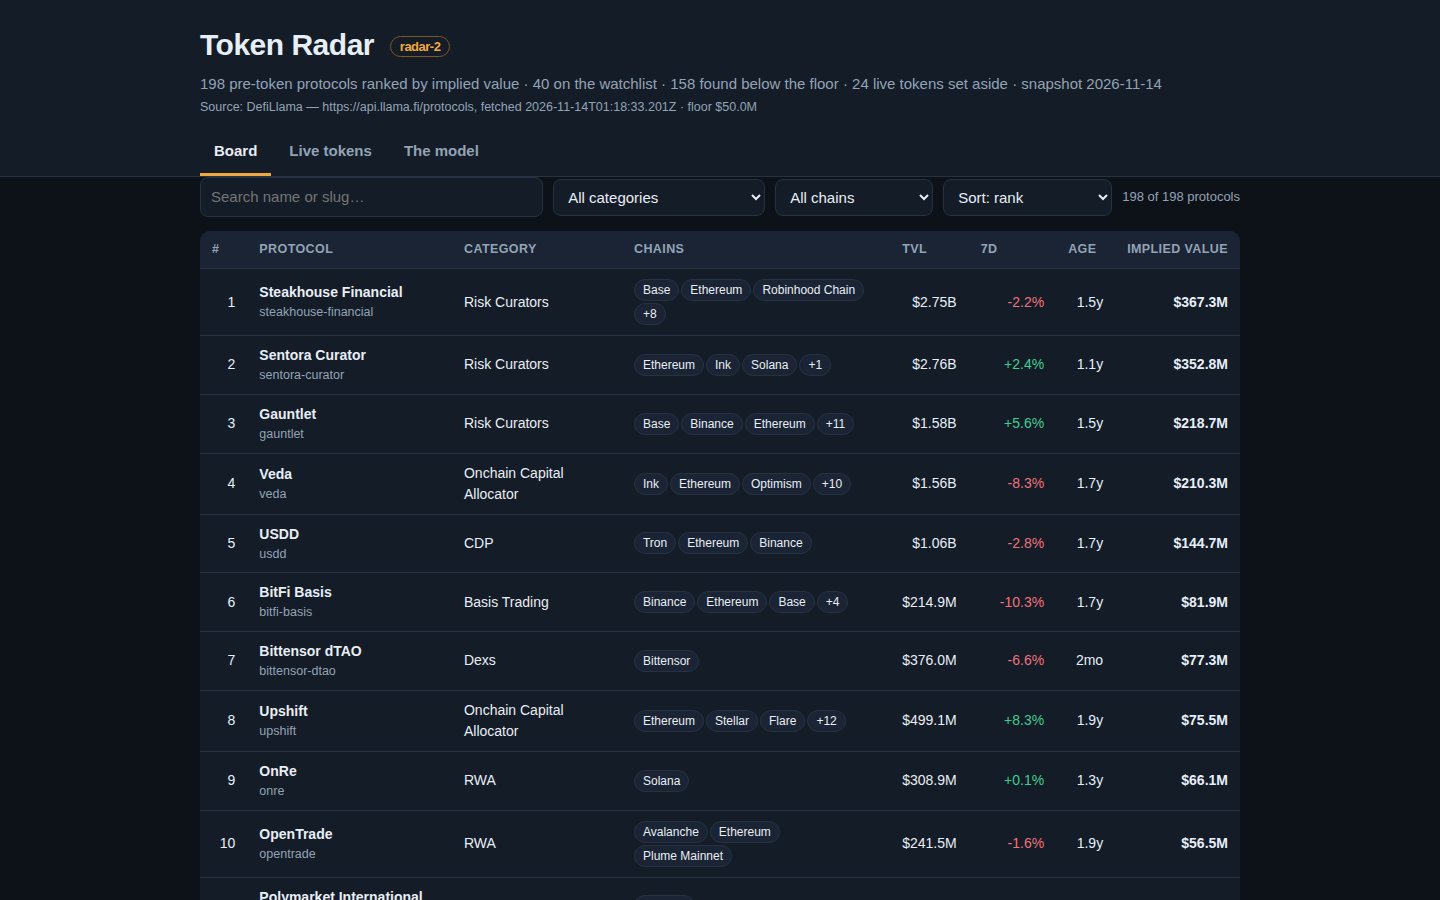 Token Radar radar-2
198 pre-token protocols ranked by implied value · 40 on the watchlist · 158 found below the floor · 24 live tokens set aside · snapshot 2026-11-14
Source: DefiLlama — https://api.llama.fi/protocols, fetched 2026-11-14T01:18:33.201Z · floor $50.0M
Board Live tokens The model
Search name or slug… All categories All chains Sort: rank 198 of 198 protocols
# PROTOCOL CATEGORY CHAINS TVL 7D AGE IMPLIED VALUE
1 Steakhouse Financial steakhouse-financial Risk Curators Base Ethereum Robinhood Chain +8 $2.75B -2.2% 1.5y $367.3M
2 Sentora Curator sentora-curator Risk Curators Ethereum Ink Solana +1 $2.76B +2.4% 1.1y $352.8M
3 Gauntlet gauntlet Risk Curators Base Binance Ethereum +11 $1.58B +5.6% 1.5y $218.7M
4 Veda veda Onchain Capital Allocator Ink Ethereum Optimism +10 $1.56B -8.3% 1.7y $210.3M
5 USDD usdd CDP Tron Ethereum Binance $1.06B -2.8% 1.7y $144.7M
6 BitFi Basis bitfi-basis Basis Trading Binance Ethereum Base +4 $214.9M -10.3% 1.7y $81.9M
7 Bittensor dTAO bittensor-dtao Dexs Bittensor $376.0M -6.6% 2mo $77.3M
8 Upshift upshift Onchain Capital Allocator Ethereum Stellar Flare +12 $499.1M +8.3% 1.9y $75.5M
9 OnRe onre RWA Solana $308.9M +0.1% 1.3y $66.1M
10 OpenTrade opentrade RWA Avalanche Ethereum Plume Mainnet $241.5M -1.6% 1.9y $56.5M
Polymarket International